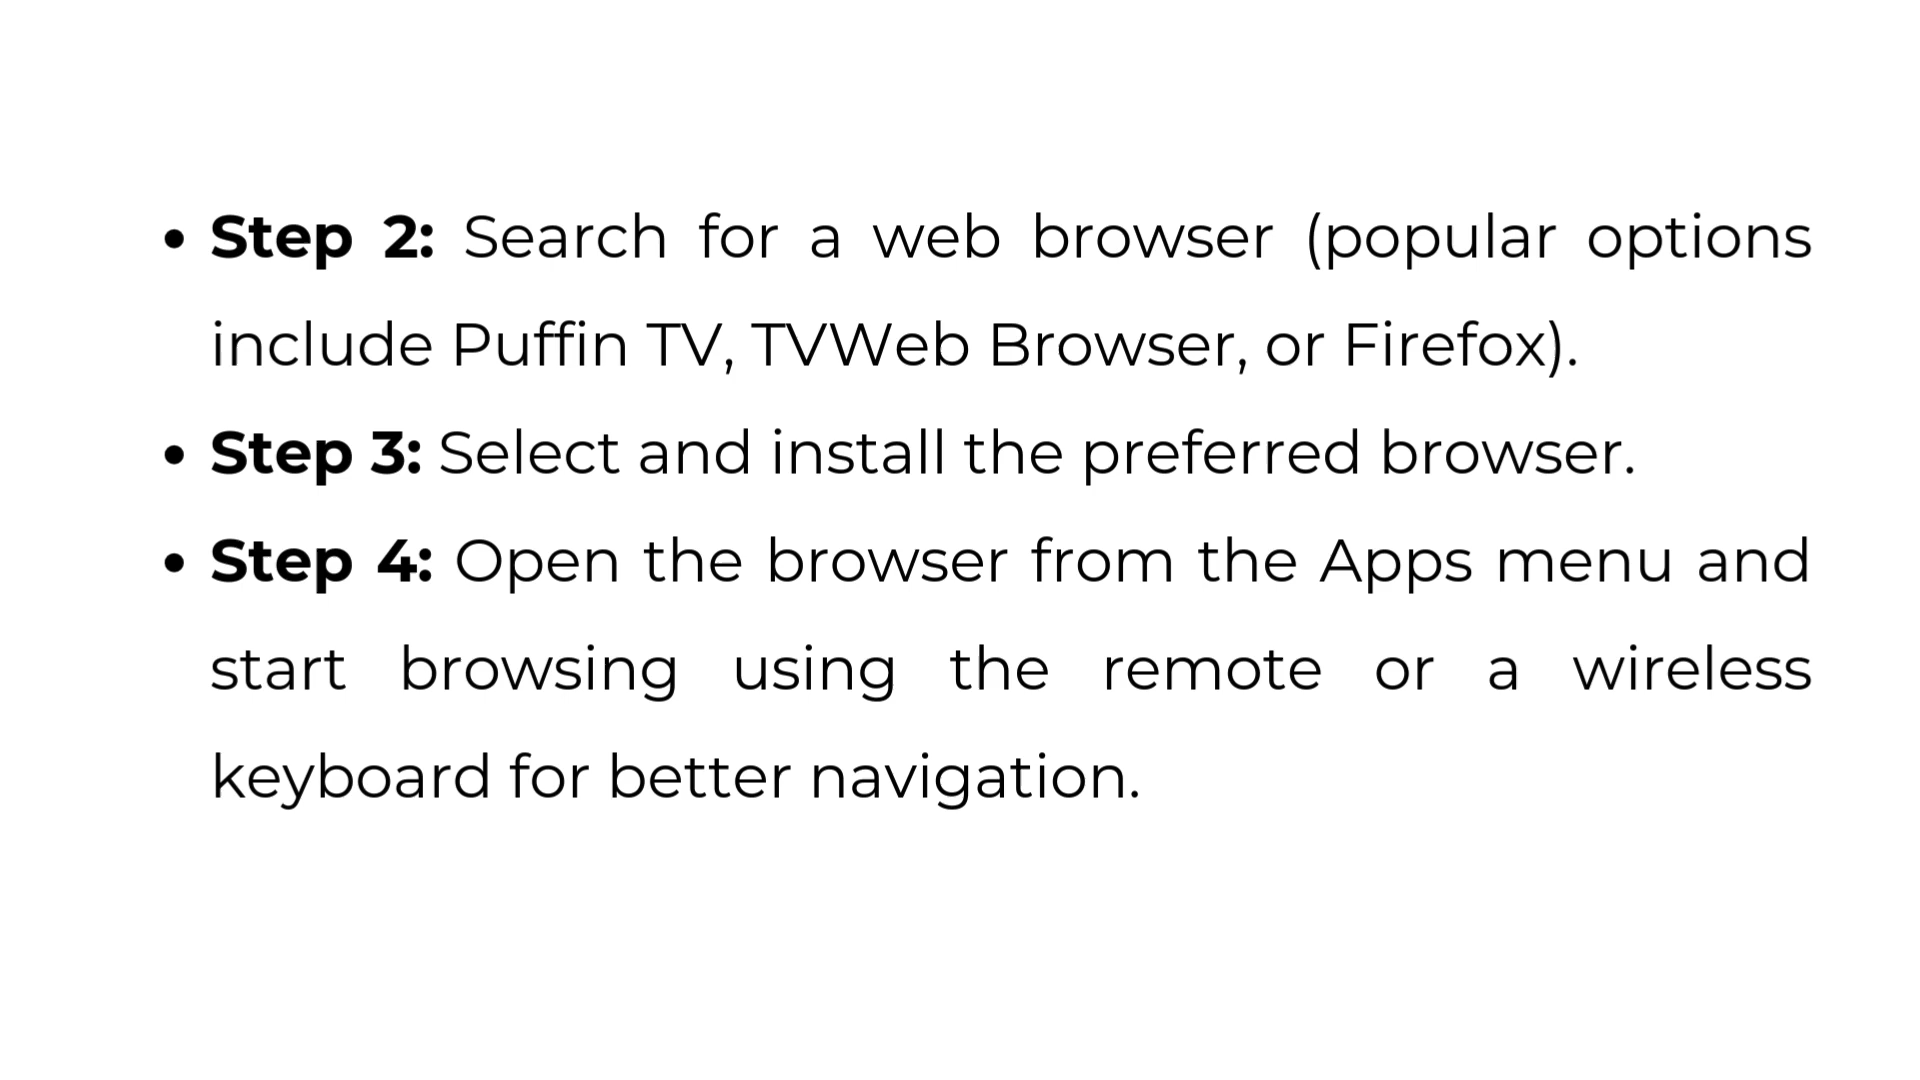 • Step 2: Search for a web browser (popular options
include Puffin TV, TVWeb Browser, or Firefox).
• Step 3: Select and install the preferred browser.
• Step 4: Open the browser from the Apps menu and
start browsing using the remote or a wireless
keyboard for better navigation.